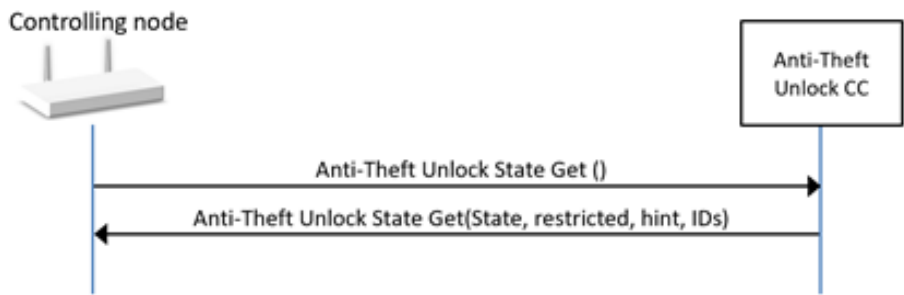 Controlling node
Anti-Theft
Unlock CC
Anti-Theft Unlock State Get ()
Anti-Theft Unlock State Get(State, restricted, hint, IDs)